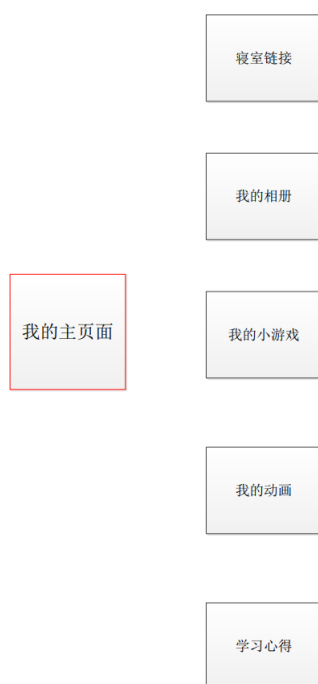 寝室链接
我的相册
我的主页面
我的小游戏
我的动画
学习心得